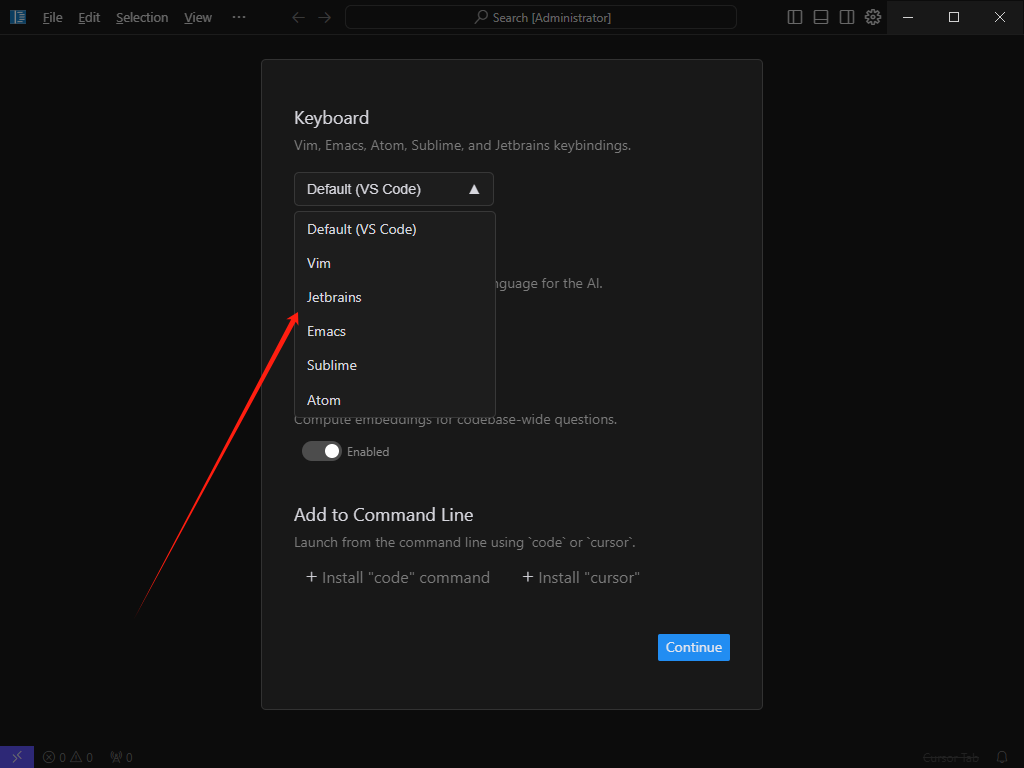 File Edit Selection View ··· Search [Administrator]
Keyboard
Vim, Emacs, Atom, Sublime, and Jetbrains keybindings.
Default (VS Code) ▲
Default (VS Code)
Vim
nguage for the AI.
Jetbrains
Emacs
Sublime
Atom
Compute embeddings for codebase-wide questions.
Enabled
Add to Command Line
Launch from the command line using `code` or `cursor`.
+ Install "code" command + Install "cursor"
Continue
0 0 0 Cursor Tab